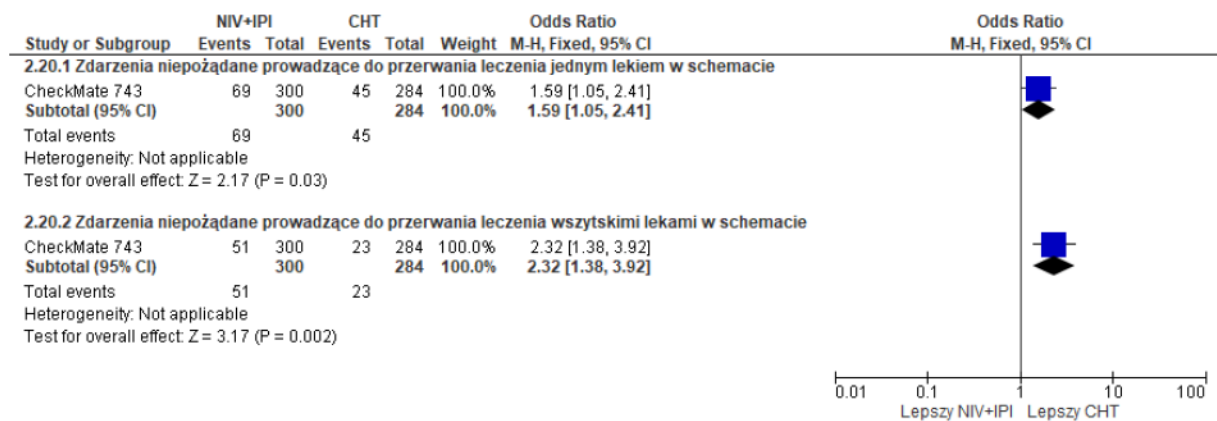 NIV+IPI CHT Odds Ratio Odds Ratio
Study or Subgroup Events Total Events Total Weight M-H, Fixed, 95% CI M-H, Fixed, 95% CI
2.20.1 Zdarzenia niepożądane prowadzące do przerwania leczenia jednym lekiem w schemacie
CheckMate 743 69 300 45 284 100.0% 1.59 [1.05, 2.41]
Subtotal (95% CI) 300 284 100.0% 1.59 [1.05, 2.41]
Total events 69 45
Heterogeneity: Not applicable
Test for overall effect: Z = 2.17 (P = 0.03)
2.20.2 Zdarzenia niepożądane prowadzące do przerwania leczenia wszytskimi lekami w schemacie
CheckMate 743 51 300 23 284 100.0% 2.32 [1.38, 3.92]
Subtotal (95% CI) 300 284 100.0% 2.32 [1.38, 3.92]
Total events 51 23
Heterogeneity: Not applicable
Test for overall effect: Z = 3.17 (P = 0.002)
0.01 0.1 1 10 100
Lepszy NIV+IPI Lepszy CHT